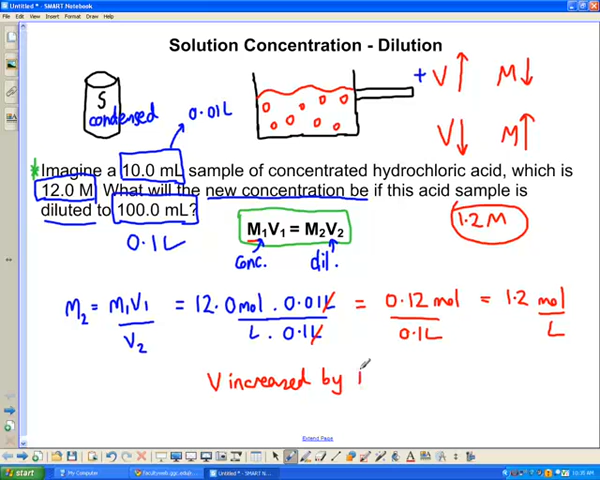 Untitled * - SMART Notebook
File Edit View Insert Format Draw Help
Solution Concentration - Dilution
S
condensed
0.01L
+ V↑ M↓
V↓ M↑
* Imagine a 10.0 mL sample of concentrated hydrochloric acid, which is
12.0 M. What will the new concentration be if this acid sample is
diluted to 100.0 mL?
1.2M
0.1L
M₁V₁ = M₂V₂
conc. dil.
M₂ = M₁V₁/V₂ = 12.0mol . 0.01L / L . 0.1L = 0.12 mol / 0.1L = 1.2 mol/L
V increased by 1
Extend Page
start
My Computer
Untitled * - SMART No...
10:35 AM